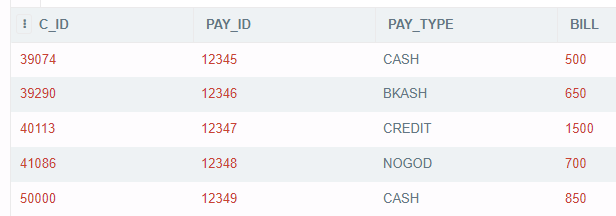 C_ID PAY_ID PAY_TYPE BILL
39074 12345 CASH 500
39290 12346 BKASH 650
40113 12347 CREDIT 1500
41086 12348 NOGOD 700
50000 12349 CASH 850